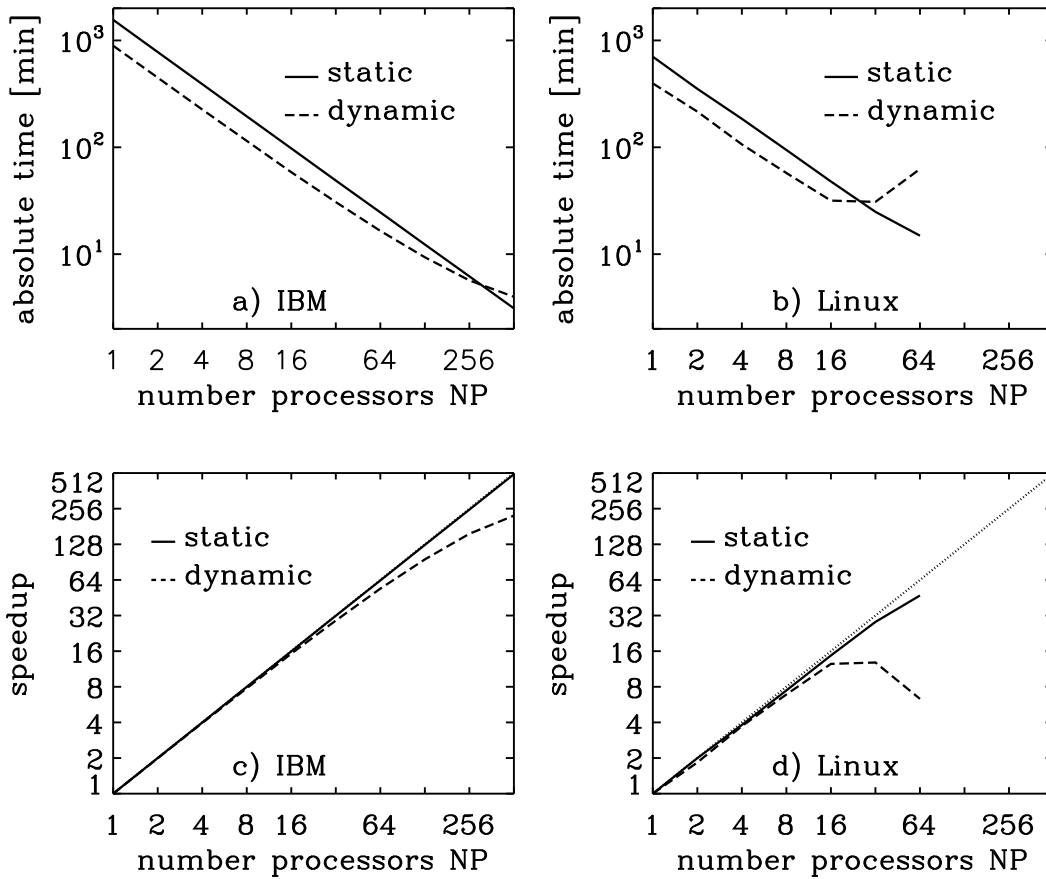 absolute time [min]
10³
10²
10¹
static
dynamic
a) IBM
1 2 4 8 16 64 256
number processors NP
absolute time [min]
10³
10²
10¹
static
dynamic
b) Linux
1 2 4 8 16 64 256
number processors NP
speedup
512
256
128
64
32
16
8
4
2
1
static
dynamic
c) IBM
1 2 4 8 16 64 256
number processors NP
speedup
512
256
128
64
32
16
8
4
2
1
static
dynamic
d) Linux
1 2 4 8 16 64 256
number processors NP